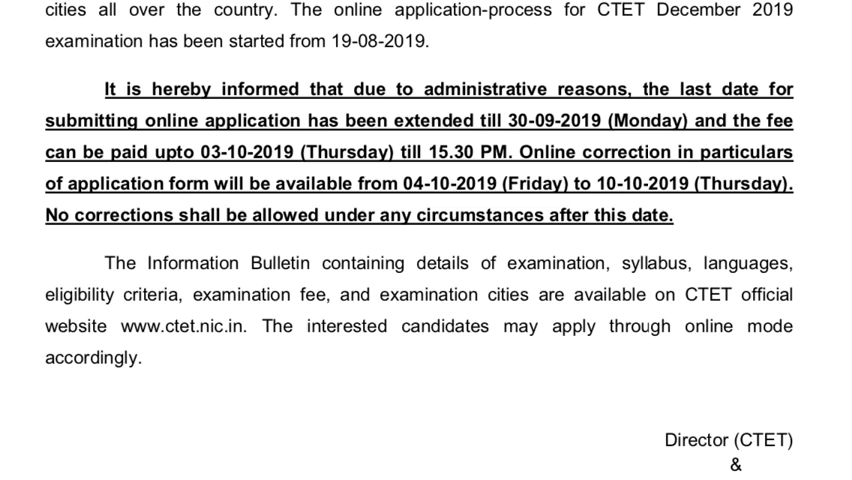 cities all over the country. The online application-process for CTET December 2019
examination has been started from 19-08-2019.
It is hereby informed that due to administrative reasons, the last date for
submitting online application has been extended till 30-09-2019 (Monday) and the fee
can be paid upto 03-10-2019 (Thursday) till 15.30 PM. Online correction in particulars
of application form will be available from 04-10-2019 (Friday) to 10-10-2019 (Thursday).
No corrections shall be allowed under any circumstances after this date.
The Information Bulletin containing details of examination, syllabus, languages,
eligibility criteria, examination fee, and examination cities are available on CTET official
website www.ctet.nic.in. The interested candidates may apply through online mode
accordingly.
Director (CTET)
&